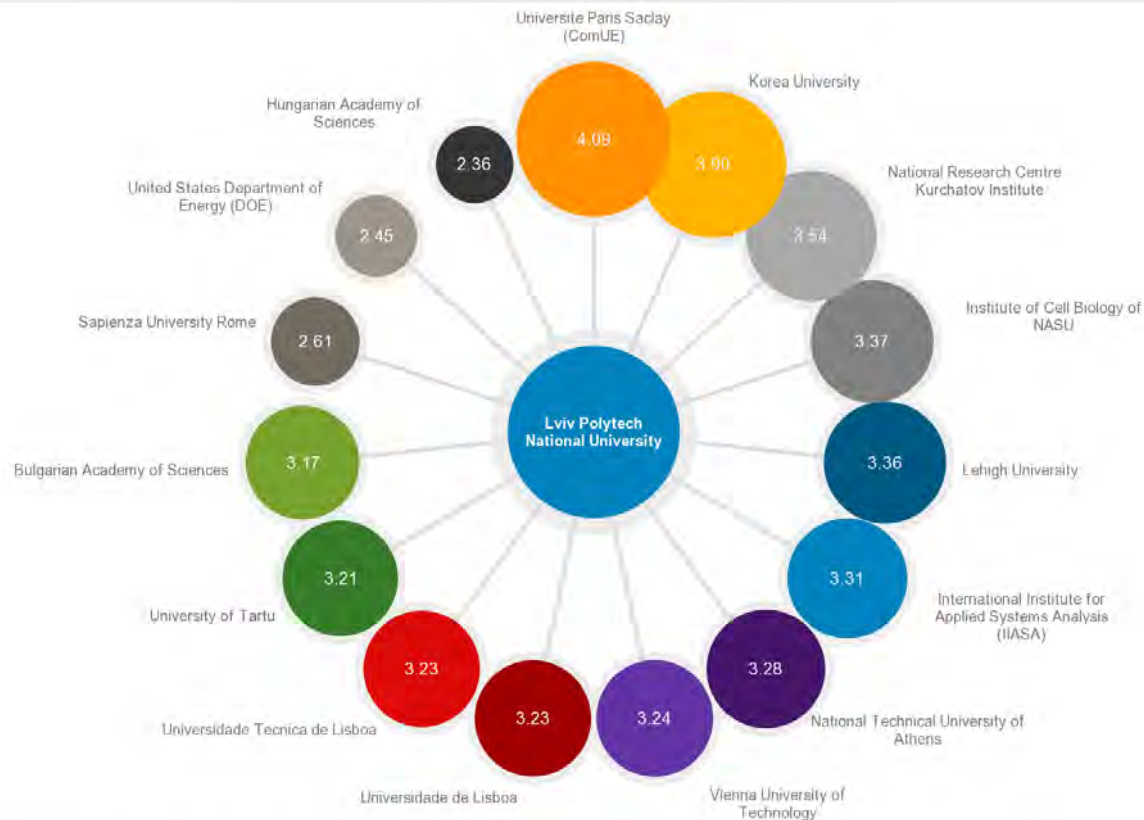 Universite Paris Saclay
(ComUE)
4.09
Korea University
3.90
National Research Centre
Kurchatov Institute
3.54
Institute of Cell Biology of
NASU
3.37
Lehigh University
3.36
International Institute for
Applied Systems Analysis
(IIASA)
3.31
National Technical University of
Athens
3.28
Vienna University of
Technology
3.24
Universidade de Lisboa
3.23
Universidade Tecnica de Lisboa
3.23
University of Tartu
3.21
Bulgarian Academy of Sciences
3.17
Sapienza University Rome
2.61
United States Department of
Energy (DOE)
2.45
Hungarian Academy of
Sciences
2.36
Lviv Polytech
National University